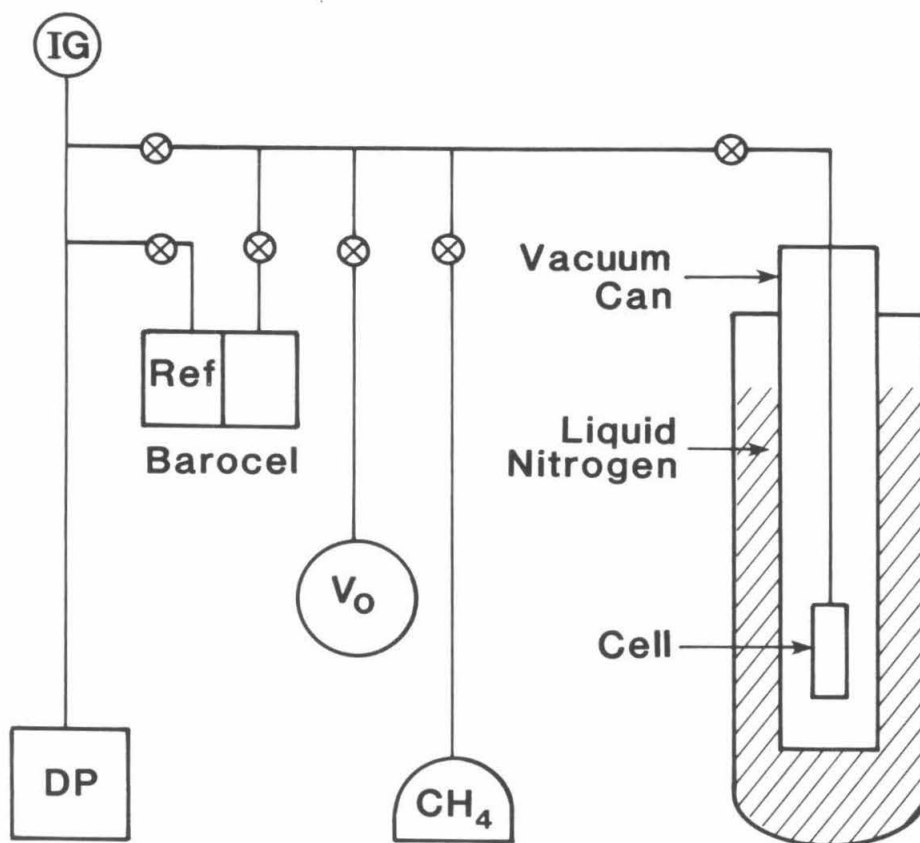 IG
Vacuum
Can
Ref
Barocel
Liquid
Nitrogen
V₀
Cell
DP
CH₄